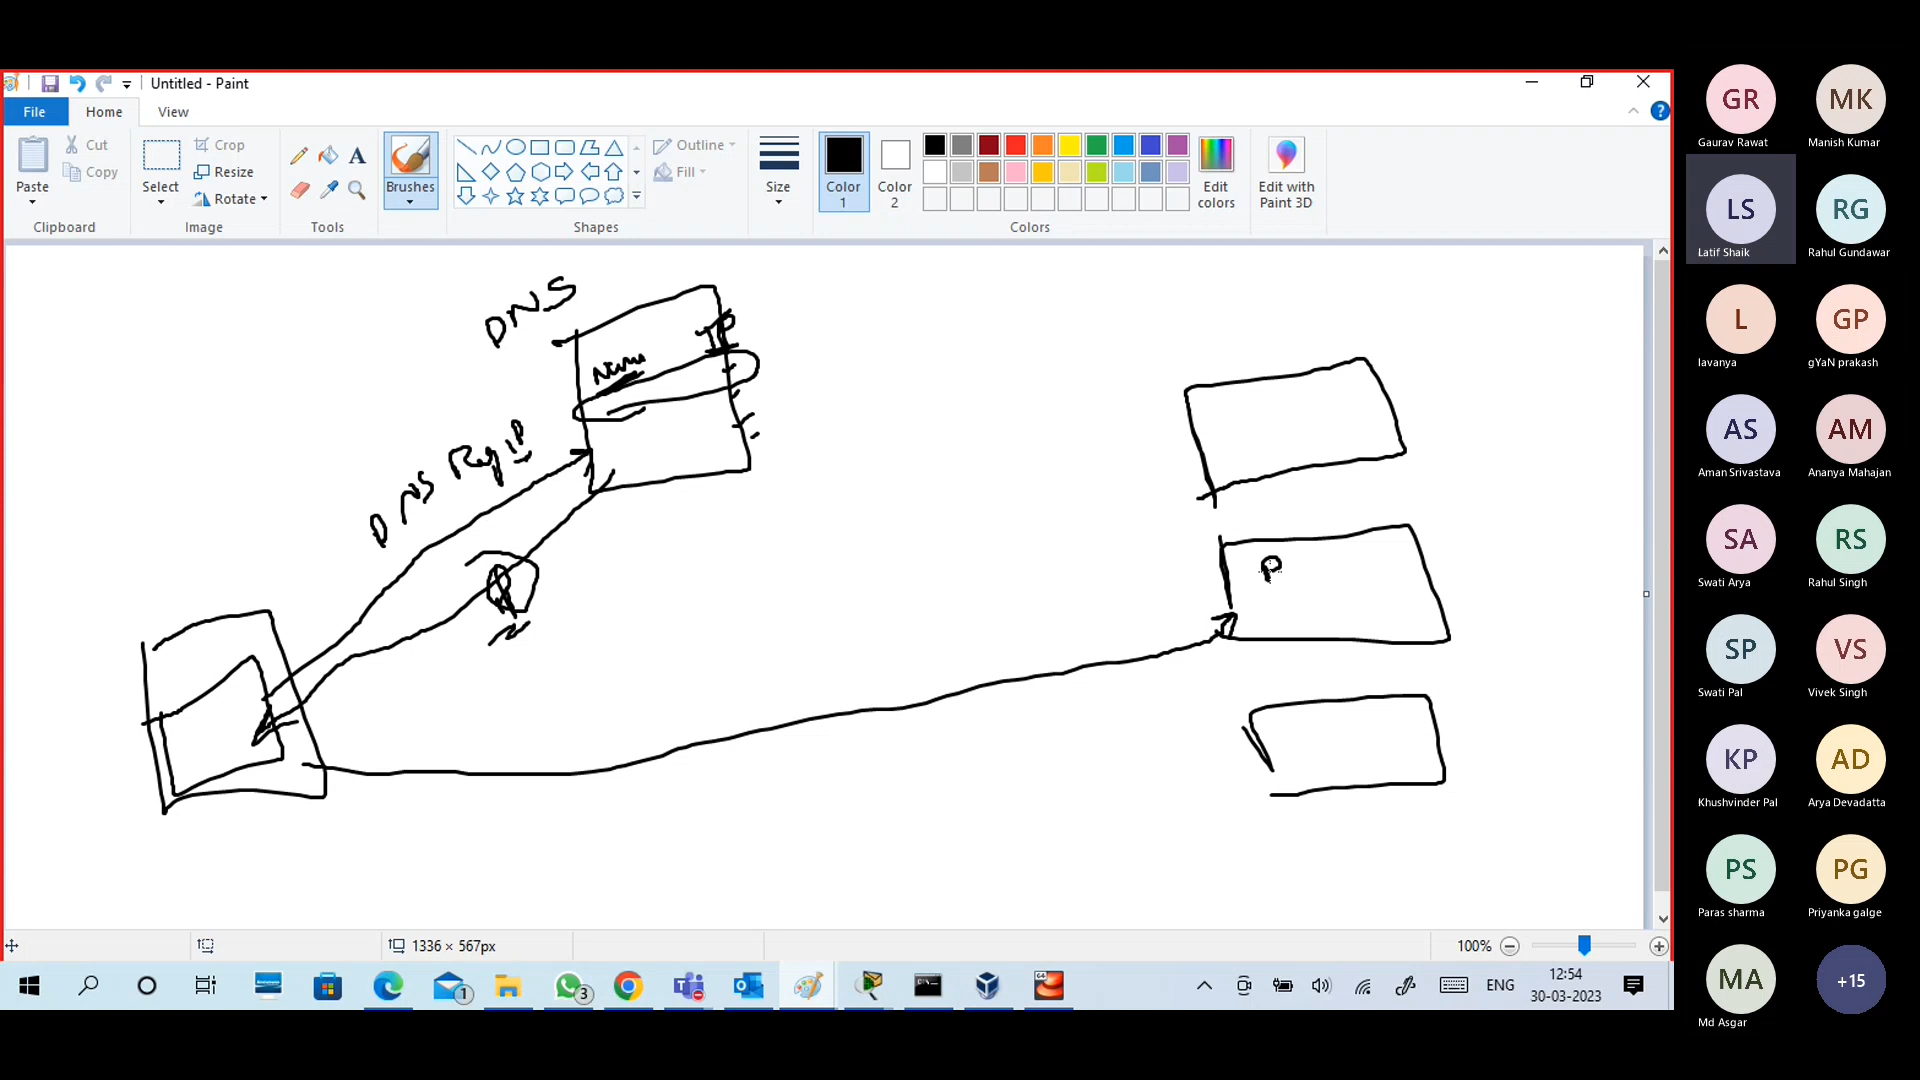 Untitled - Paint
File
Home
View
Paste
Cut
Copy
Clipboard
Select
Crop
Resize
Rotate
Image
A
Tools
Brushes
Outline
Fill
Shapes
Size
Color
1
Color
2
Edit
colors
Edit with
Paint 3D
Colors
DNS
IP
DNS
P
1336 × 567px
100%
1
3
64
ENG
12:54
30-03-2023
GR
Gaurav Rawat
MK
Manish Kumar
LS
Latif Shaik
RG
Rahul Gundawar
L
lavanya
GP
gYaN prakash
AS
Aman Srivastava
AM
Ananya Mahajan
SA
Swati Arya
RS
Rahul Singh
SP
Swati Pal
VS
Vivek Singh
KP
Khushvinder Pal
AD
Arya Devadatta
PS
Paras sharma
PG
Priyanka galge
MA
Md Asgar
+15